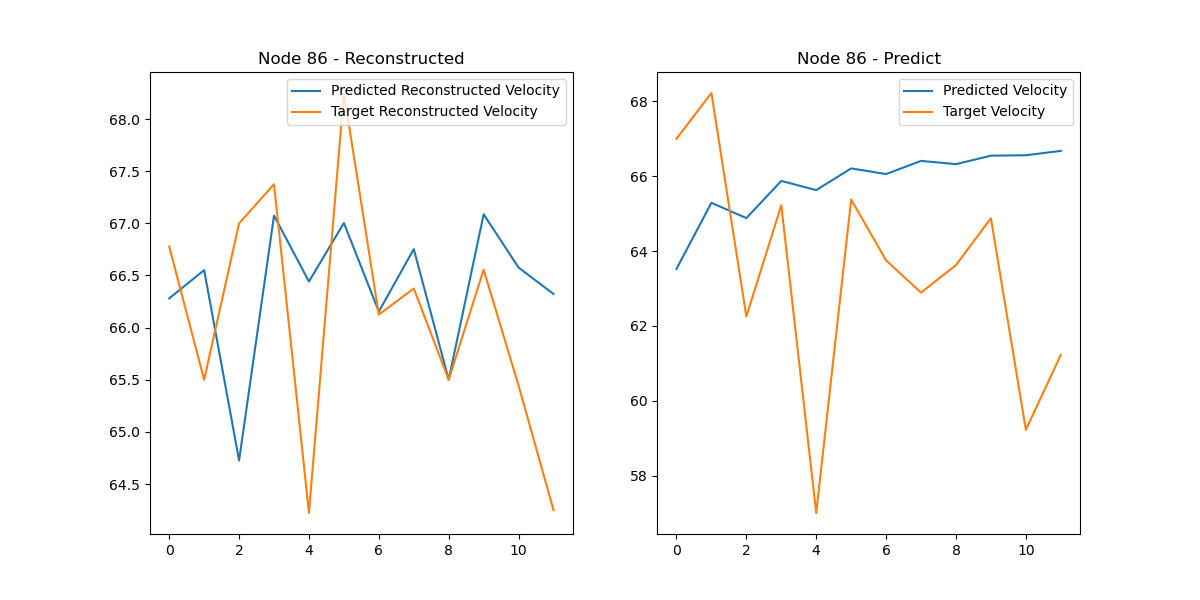 Node 86 - Reconstructed
Predicted Reconstructed Velocity
Target Reconstructed Velocity
68.0
67.5
67.0
66.5
66.0
65.5
65.0
64.5
0 2 4 6 8 10
Node 86 - Predict
Predicted Velocity
Target Velocity
68
66
64
62
60
58
0 2 4 6 8 10